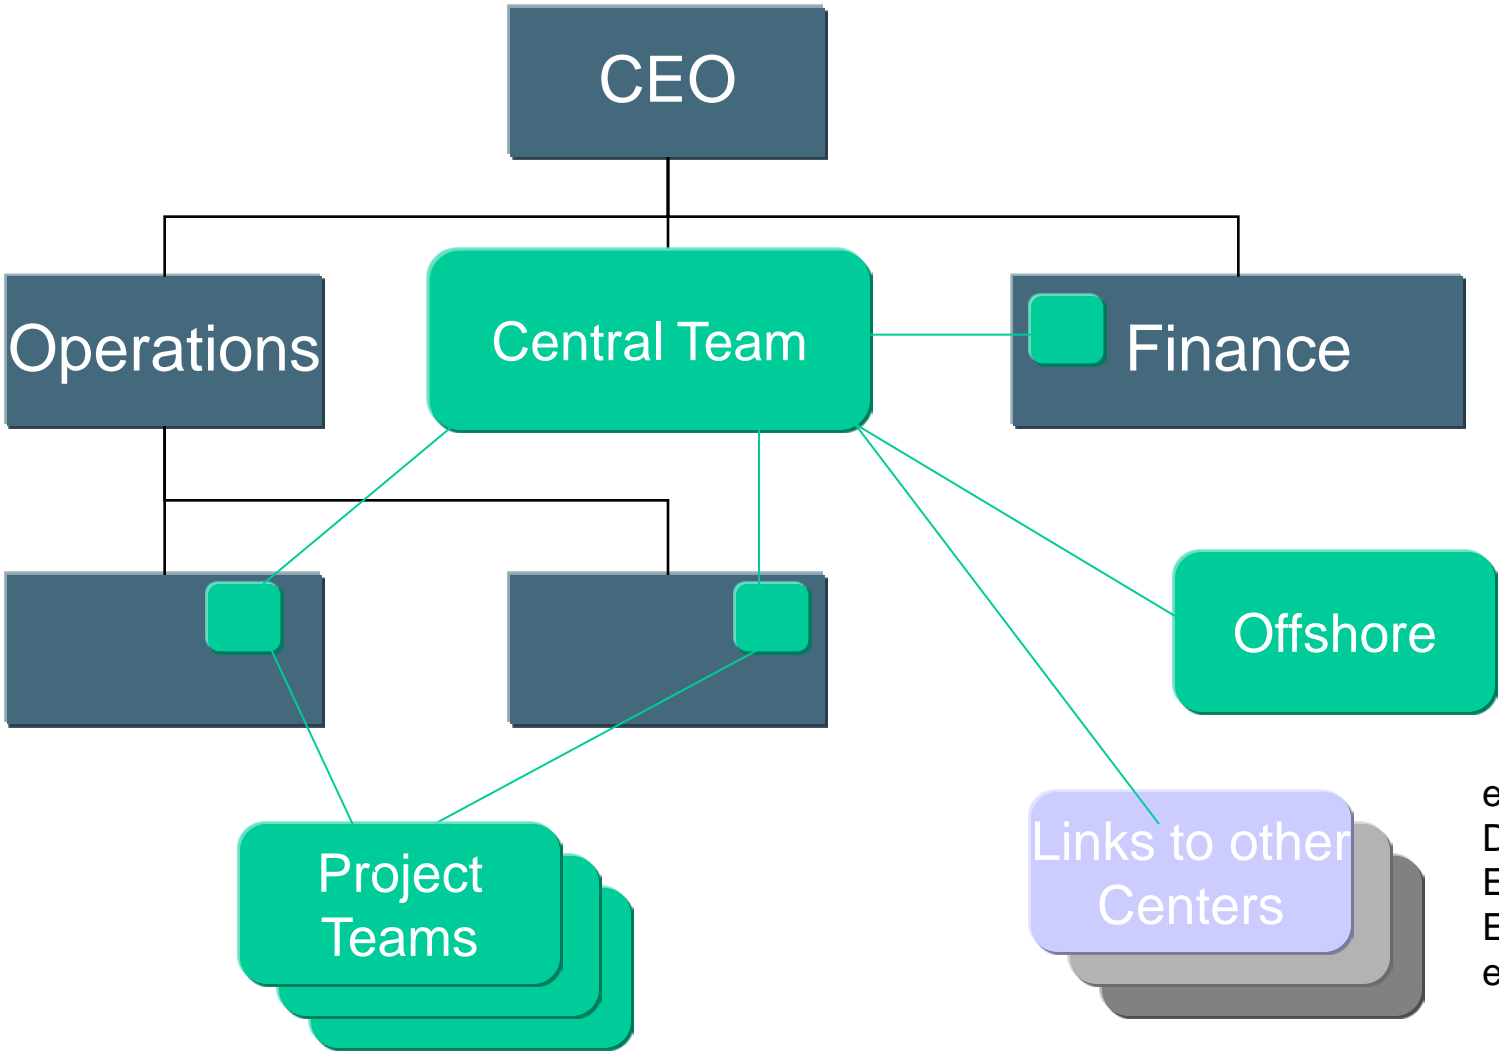 CEO
Operations
Central Team
Finance
Offshore
Links to other
Centers
Project
Teams